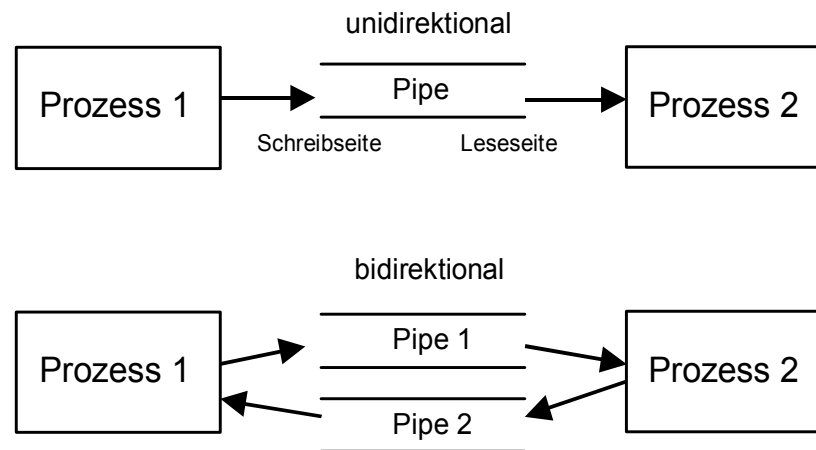 unidirektional
Prozess 1
Pipe
Prozess 2
Schreibseite
Leseseite
bidirektional
Prozess 1
Pipe 1
Prozess 2
Pipe 2